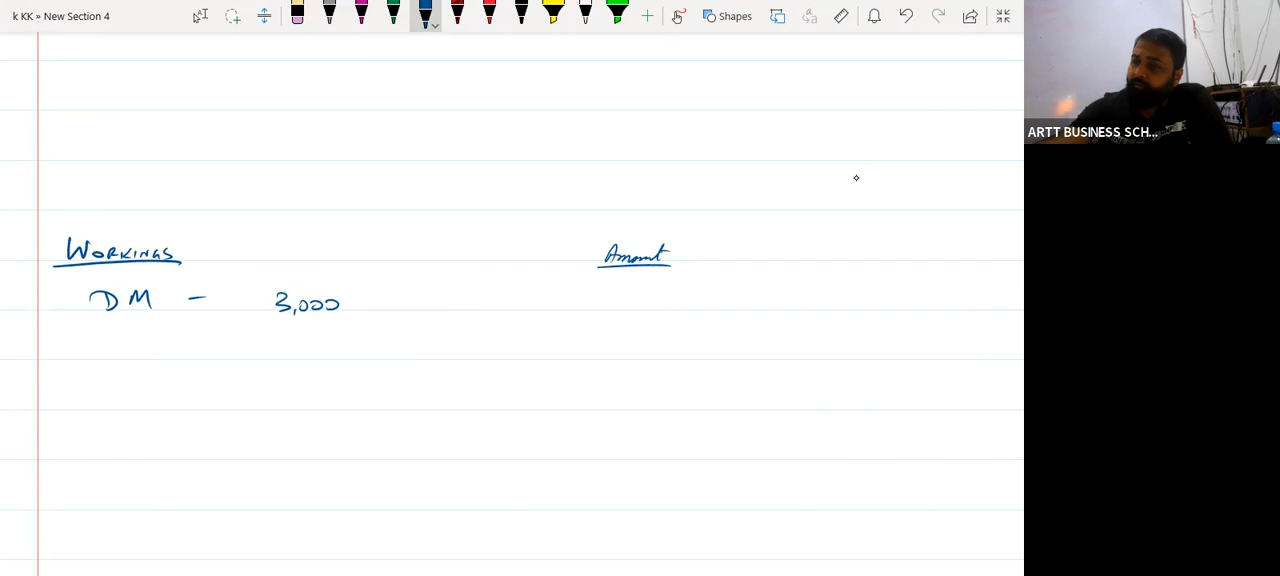 k KK » New Section 4
Shapes
ARTT BUSINESS SCH...
WORKINGS Amount
DM - 3,000